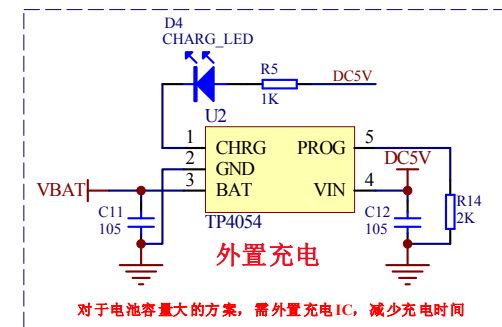 D4
CHARG_LED
R5
DC5V
1K
U2
1 CHRG PROG 5
2 GND DC5V
VBAT 3 BAT VIN 4
C11
105
C12
105
R14
2K
TP4054
外置充电
对于电池容量大的方案，需外置充电IC，减少充电时间